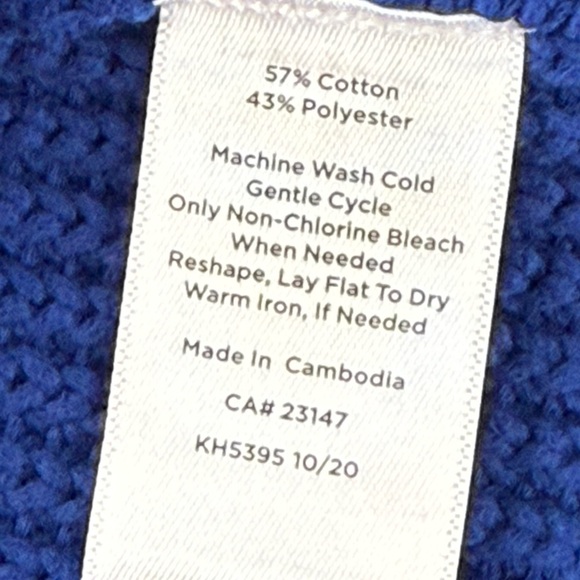 57% Cotton
43% Polyester
Machine Wash Cold
Gentle Cycle
Only Non-Chlorine Bleach
When Needed
Reshape, Lay Flat To Dry
Warm Iron, If Needed
Made In Cambodia
CA# 23147
KH5395 10/20